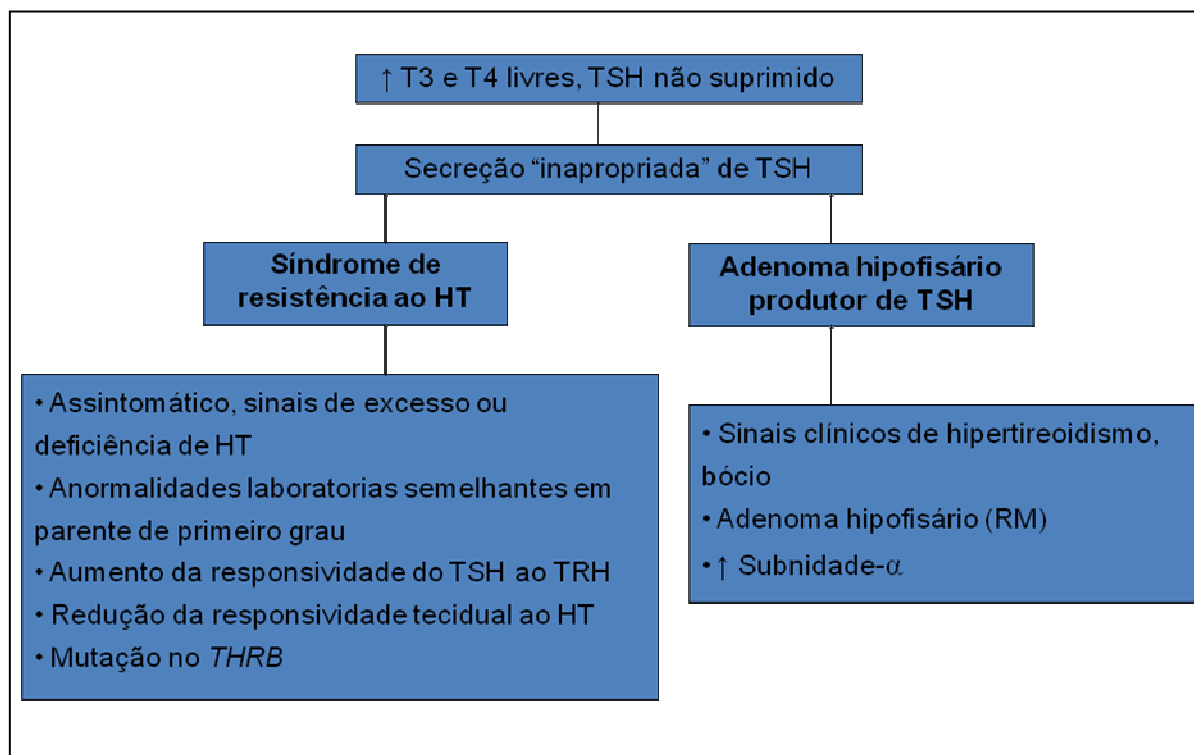 ↑ T3 e T4 livres, TSH não suprimido
Secreção “inapropriada” de TSH
Síndrome de
resistência ao HT
Adenoma hipofisário
produtor de TSH
• Assintomático, sinais de excesso ou
deficiência de HT
• Anormalidades laboratorias semelhantes em
parente de primeiro grau
• Aumento da responsividade do TSH ao TRH
• Redução da responsividade tecidual ao HT
• Mutação no THRB
• Sinais clínicos de hipertireoidismo,
bócio
• Adenoma hipofisário (RM)
• ↑ Subnidade-α